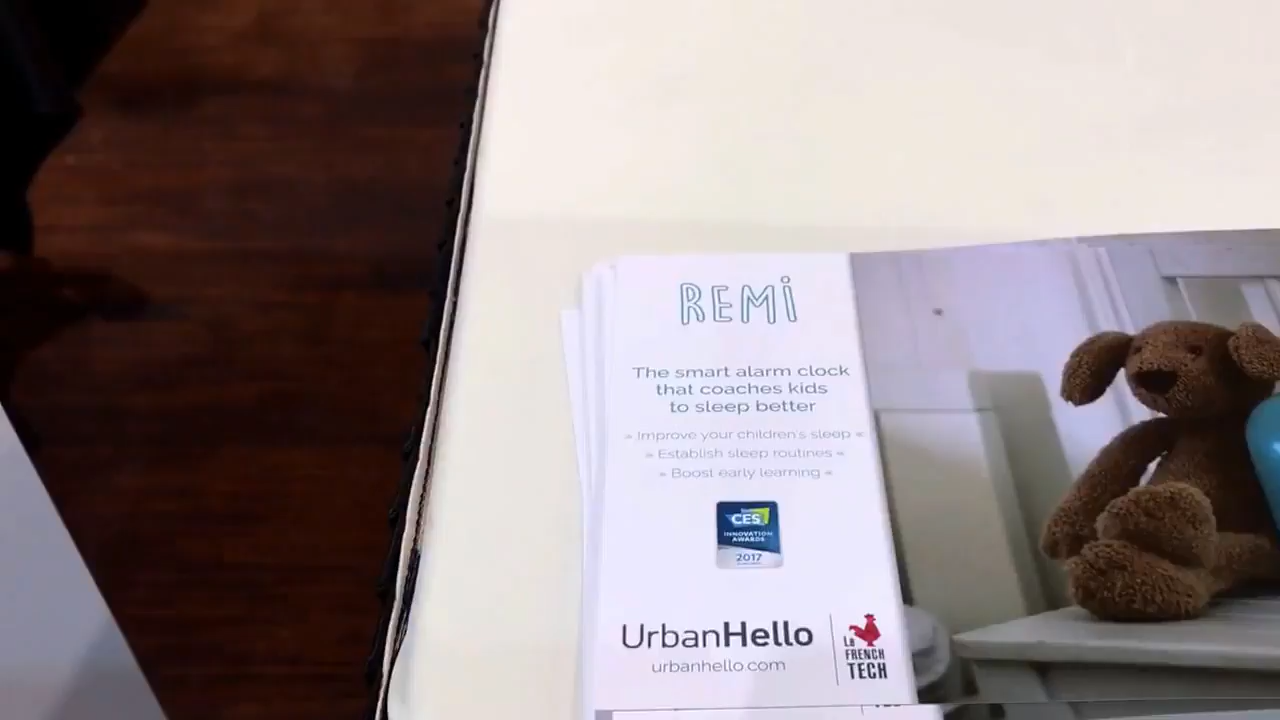 REMi
The smart alarm clock
that coaches kids
to sleep better
» Improve your children's sleep «
» Establish sleep routines «
» Boost early learning «
CES
INNOVATION
AWARDS
2017
UrbanHello
urbanhello.com
La
FRENCH
TECH